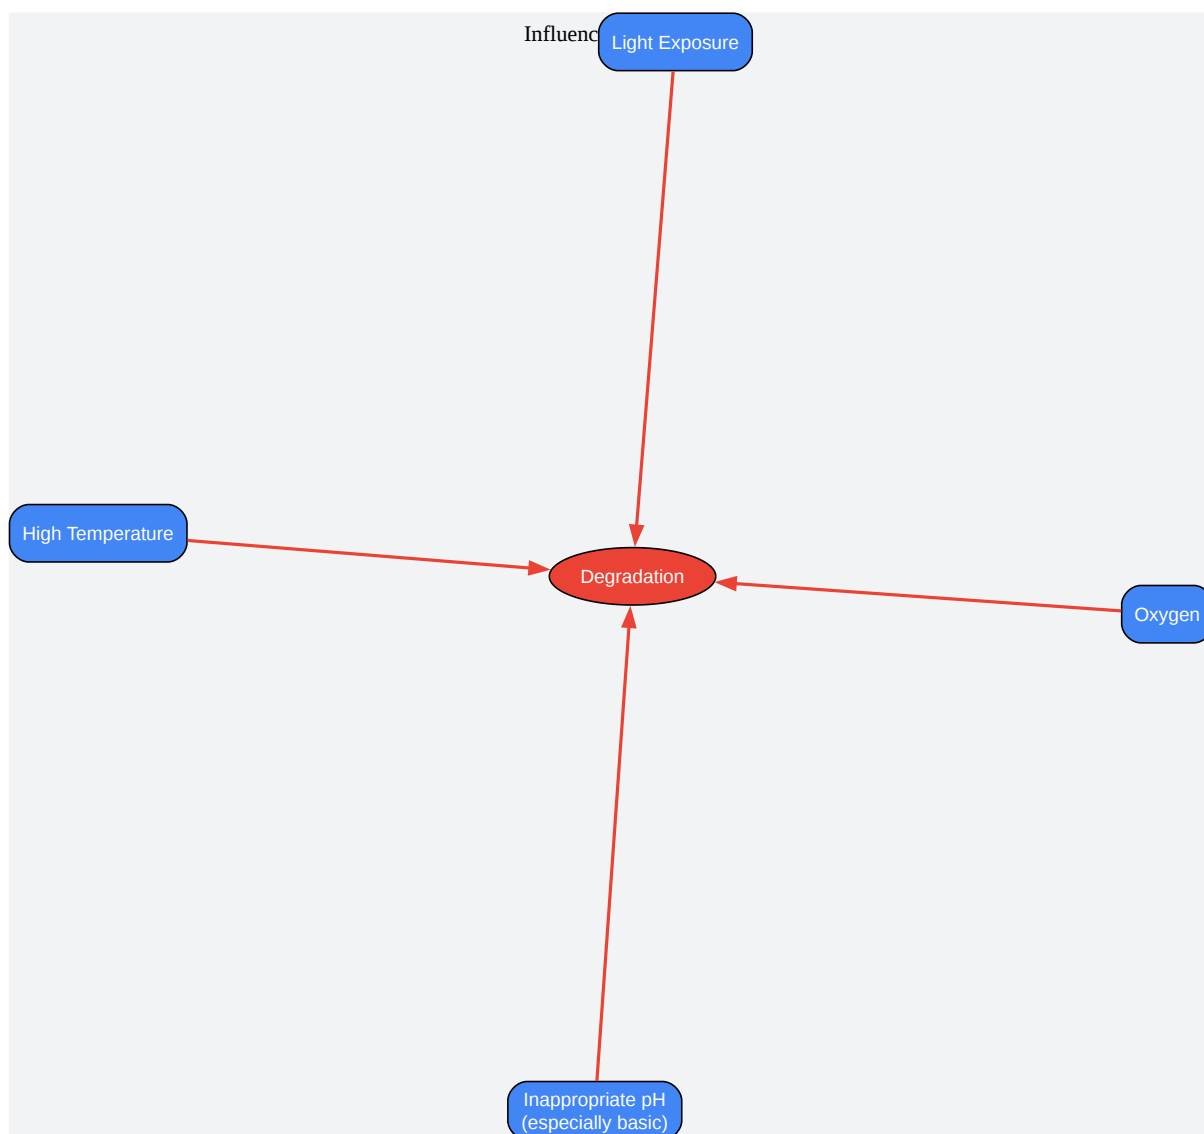 Influenc
Light Exposure
High Temperature
Degradation
Oxygen
Inappropriate pH
(especially basic)